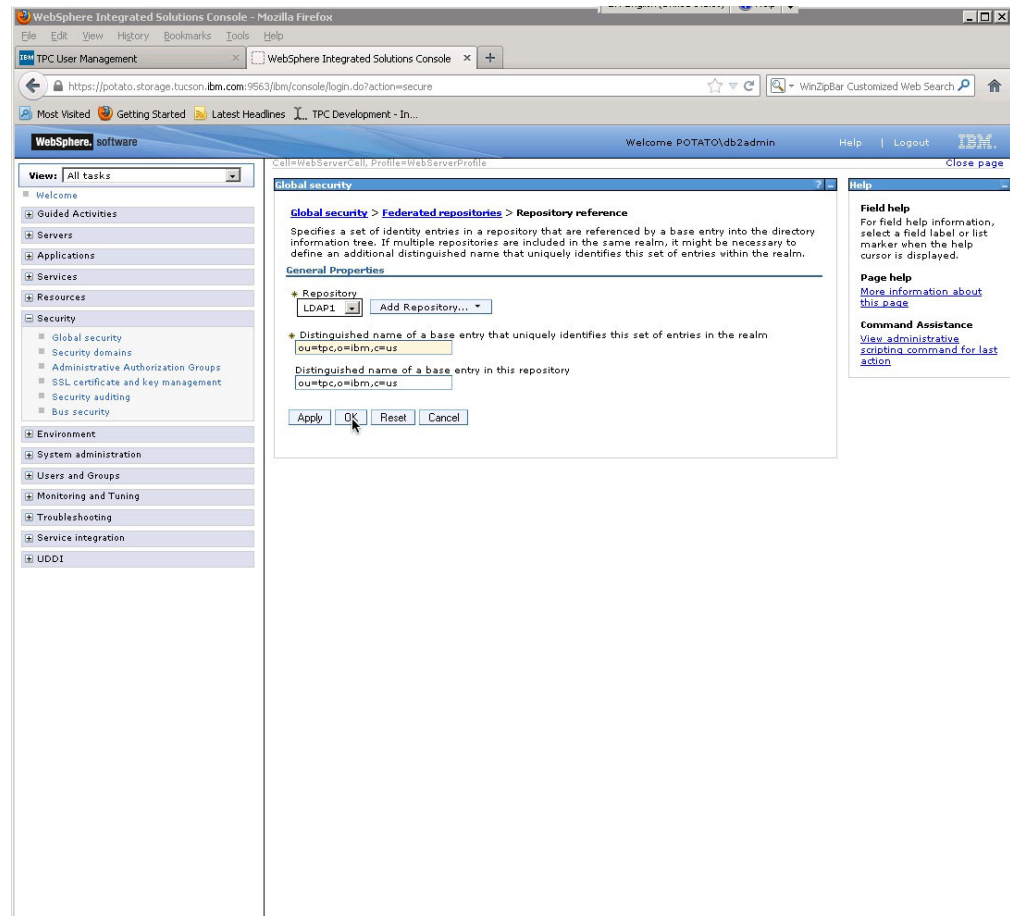 WebSphere Integrated Solutions Console - Mozilla Firefox
Help
File Edit View History Bookmarks Tools Help
IBM TPC User Management × WebSphere Integrated Solutions Console × +
https://potato.storage.tucson.ibm.com:9563/ibm/console/login.do?action=secure
WinZipBar Customized Web Search
Most Visited Getting Started Latest Headlines TPC Development - In...
WebSphere. software Welcome POTATO\db2admin Help | Logout IBM.
Cell=WebServerCell, Profile=WebServerProfile Close page
View: All tasks
Welcome
Guided Activities
Servers
Applications
Services
Resources
Security
Global security
Security domains
Administrative Authorization Groups
SSL certificate and key management
Security auditing
Bus security
Environment
System administration
Users and Groups
Monitoring and Tuning
Troubleshooting
Service integration
UDDI
Global security ? -
Global security > Federated repositories > Repository reference
Specifies a set of identity entries in a repository that are referenced by a base entry into the directory
information tree. If multiple repositories are included in the same realm, it might be necessary to
define an additional distinguished name that uniquely identifies this set of entries within the realm.
General Properties
* Repository
LDAP1 Add Repository...
* Distinguished name of a base entry that uniquely identifies this set of entries in the realm
ou=tpc,o=ibm,c=us
Distinguished name of a base entry in this repository
ou=tpc,o=ibm,c=us
Apply OK Reset Cancel
Help -
Field help
For field help information,
select a field label or list
marker when the help
cursor is displayed.
Page help
More information about
this page
Command Assistance
View administrative
scripting command for last
action